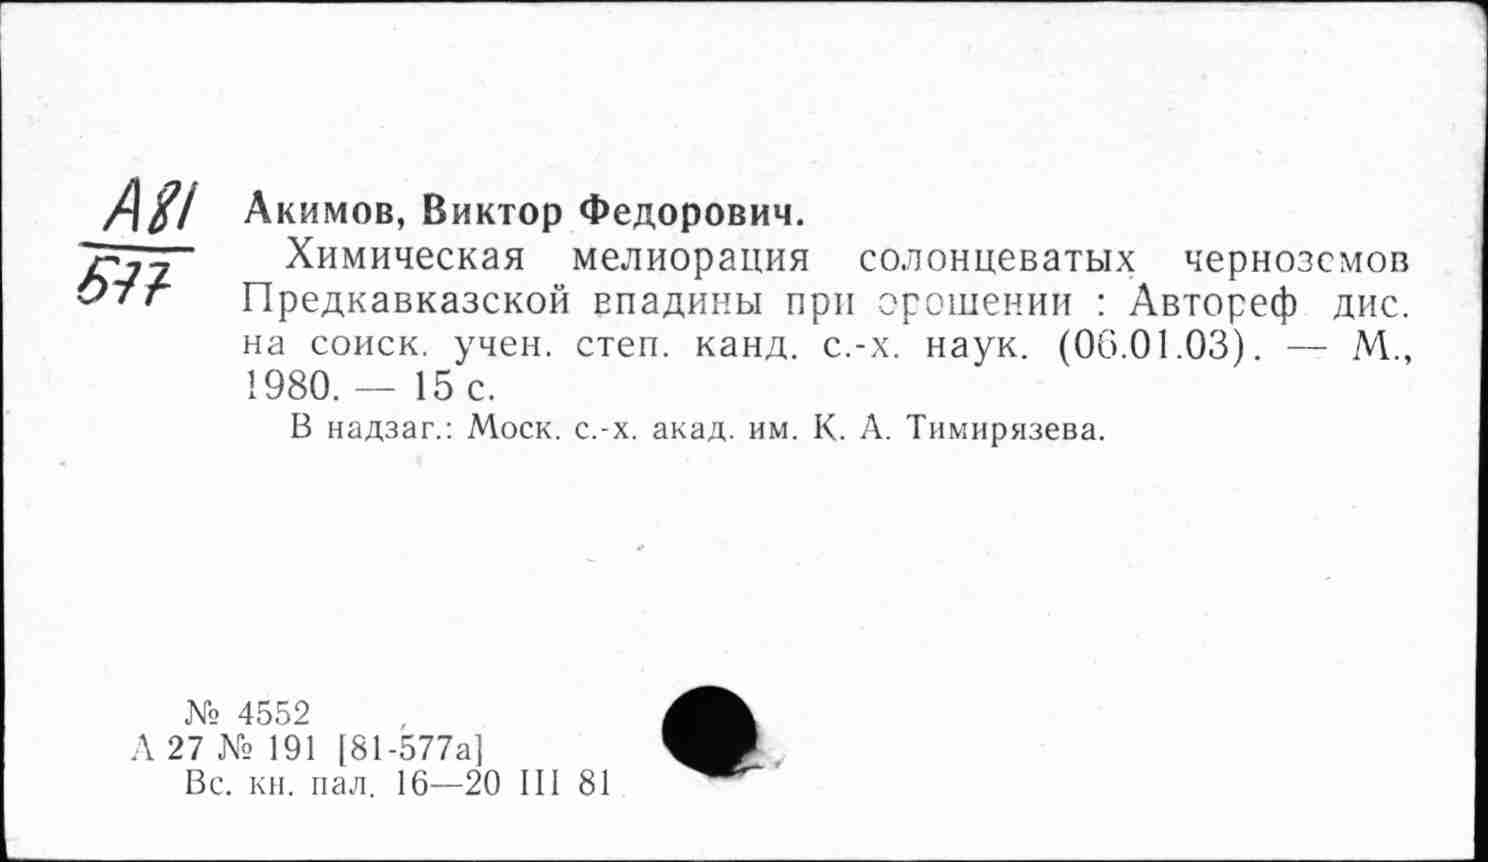 А81
577
Акимов, Виктор Федорович.
Химическая мелиорация солонцеватых черноземов
Предкавказской впадины при орошении : Автореф дис.
на соиск. учен. степ. канд. с.-х. наук. (06.01.03). — М.,
1980. — 15 с.
В надзаг.: Моск. с.-х. акад. им. К. А. Тимирязева.
№ 4552
А 27 № 191 [81-577а]
Вс. кн. пал. 16—20 III 81